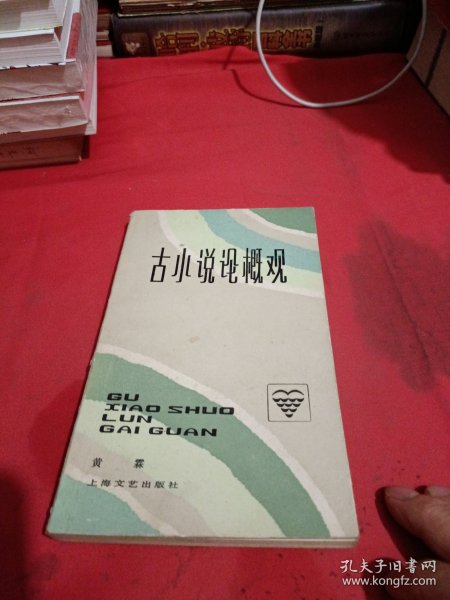 古小说论概观
GU
XIAO SHUO
LUN
GAI GUAN
黄 霖
上海文艺出版社
孔夫子旧书网
www.kongfz.com